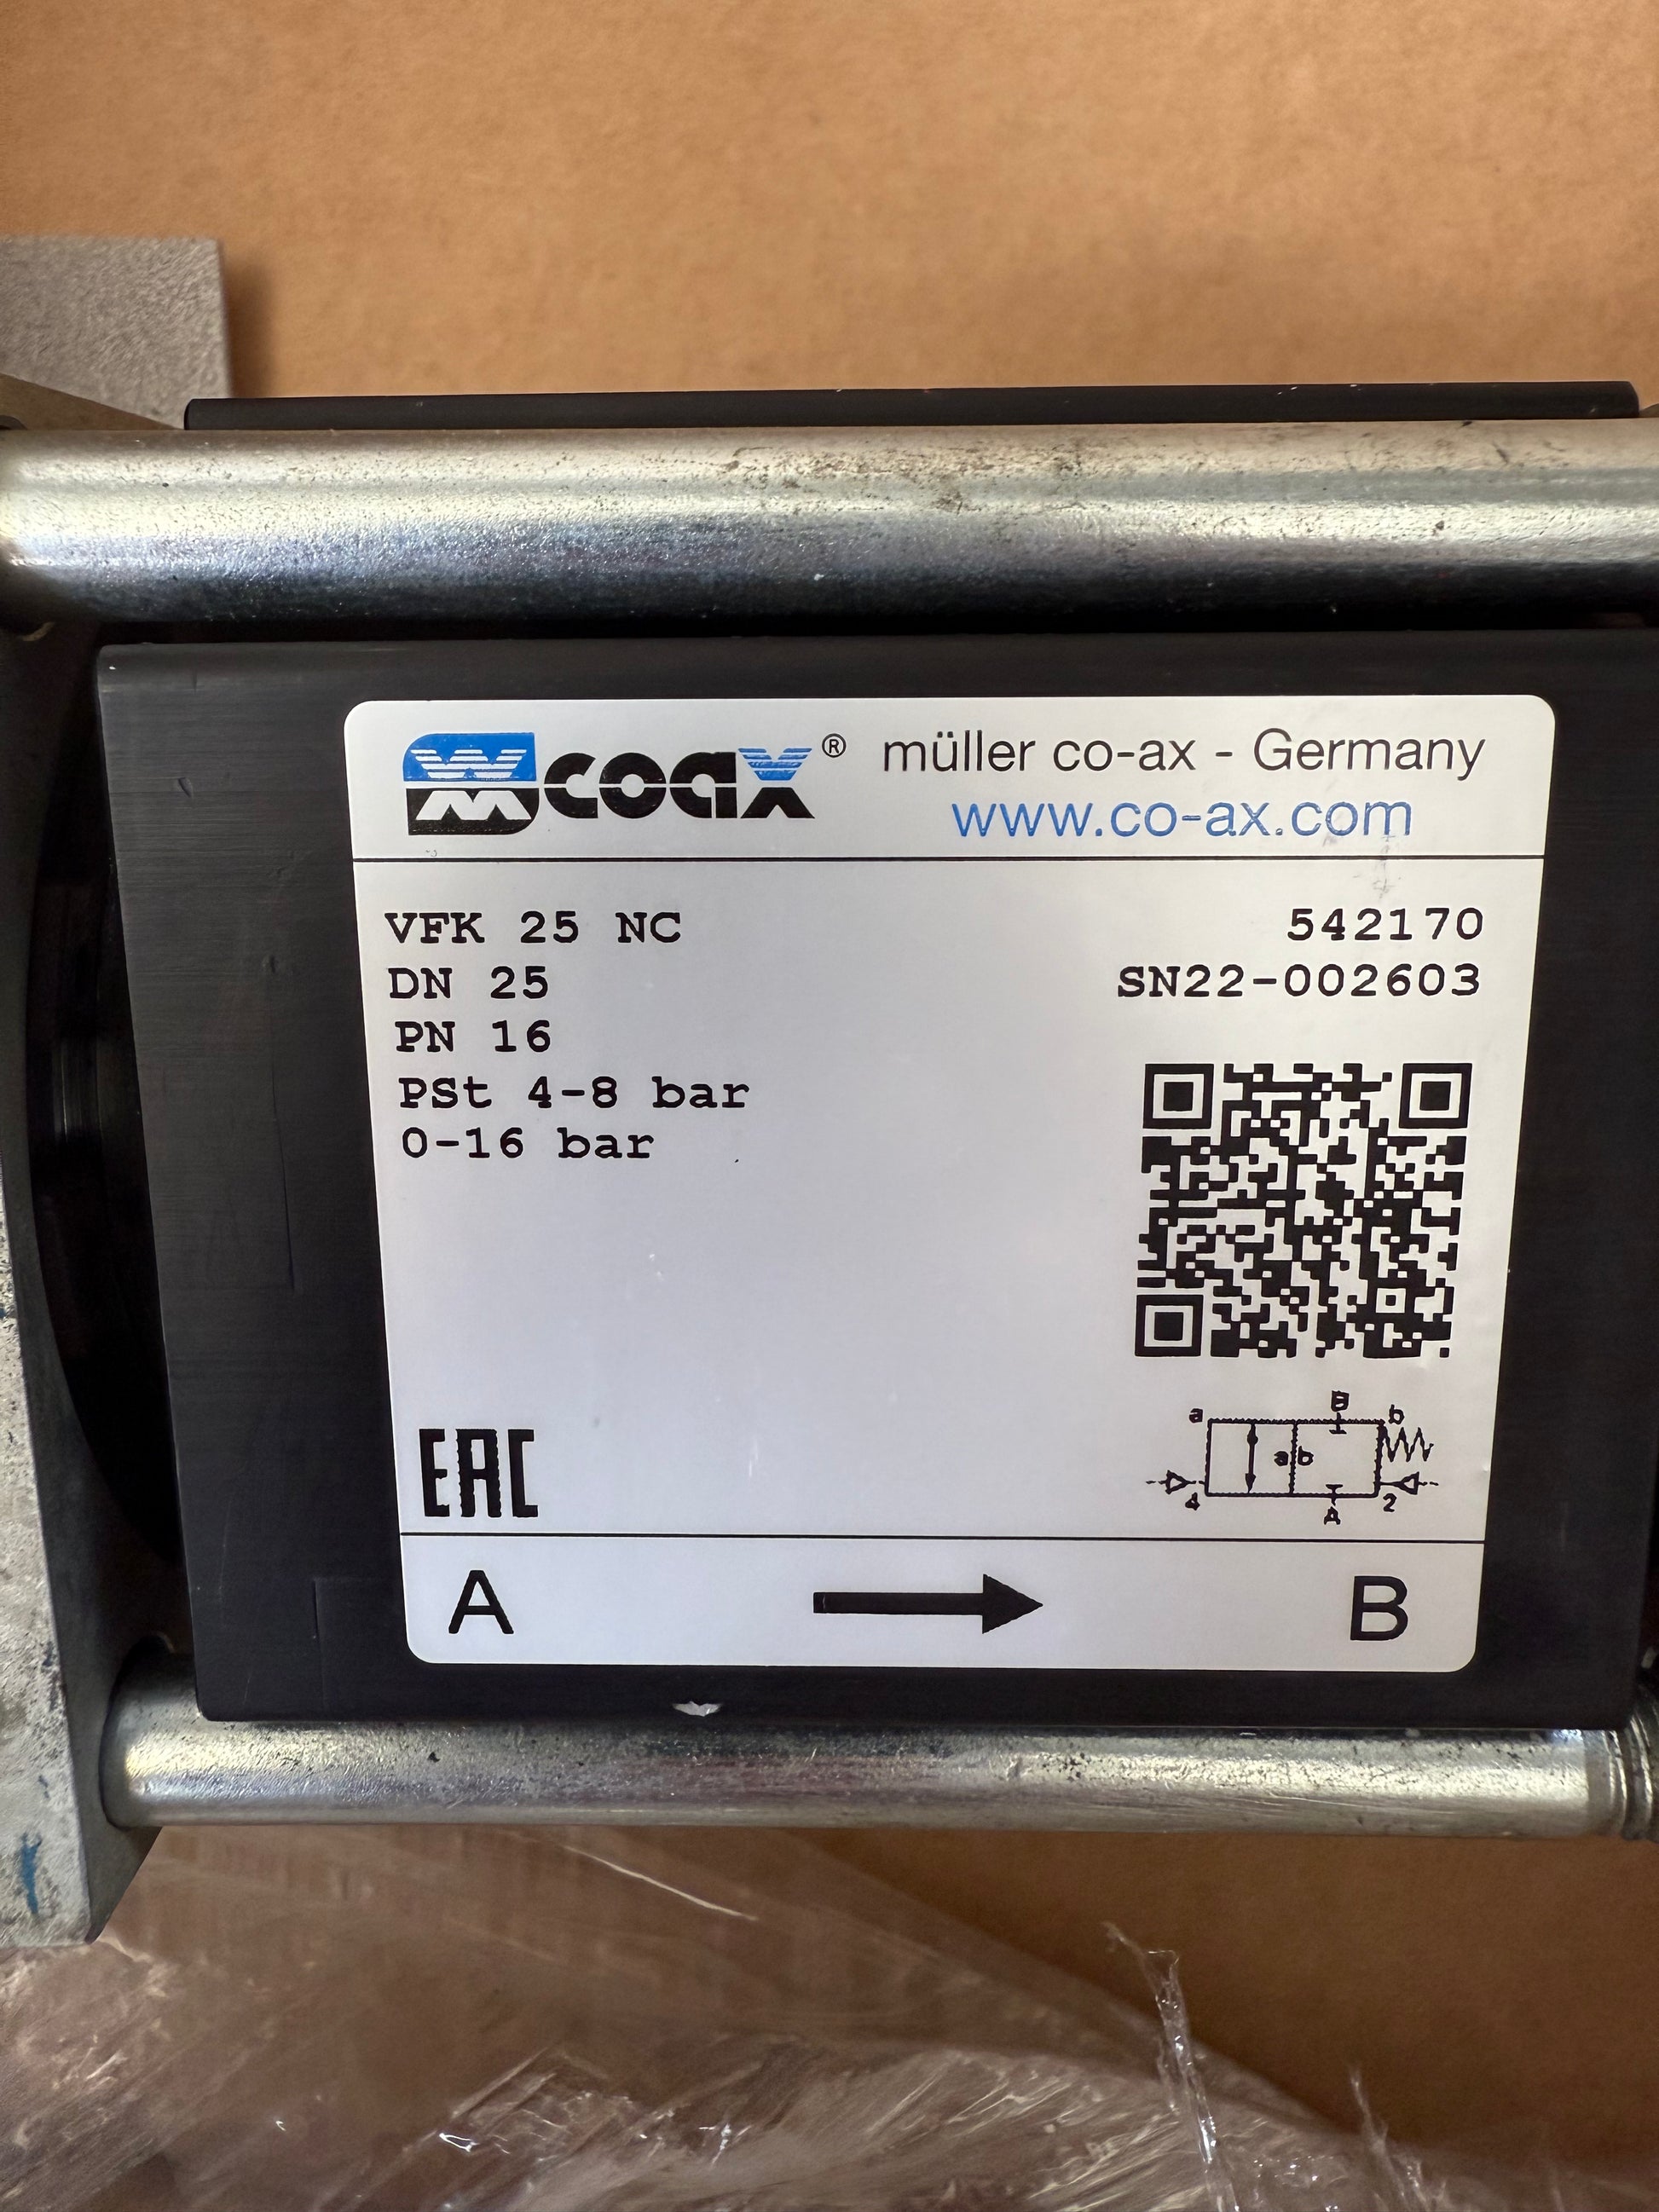 coax® müller co-ax - Germany
www.co-ax.com
VFK 25 NC 542170
DN 25 SN22-002603
PN 16
PSt 4-8 bar
0-16 bar
a B b
a b
4 A 2
EAC
A B